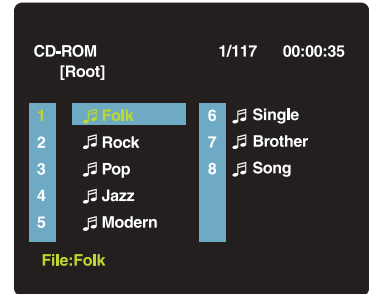 CD-ROM 1/117 00:00:35
[Root]
1 Folk
2 Rock
3 Pop
4 Jazz
5 Modern
6 Single
7 Brother
8 Song
File:Folk